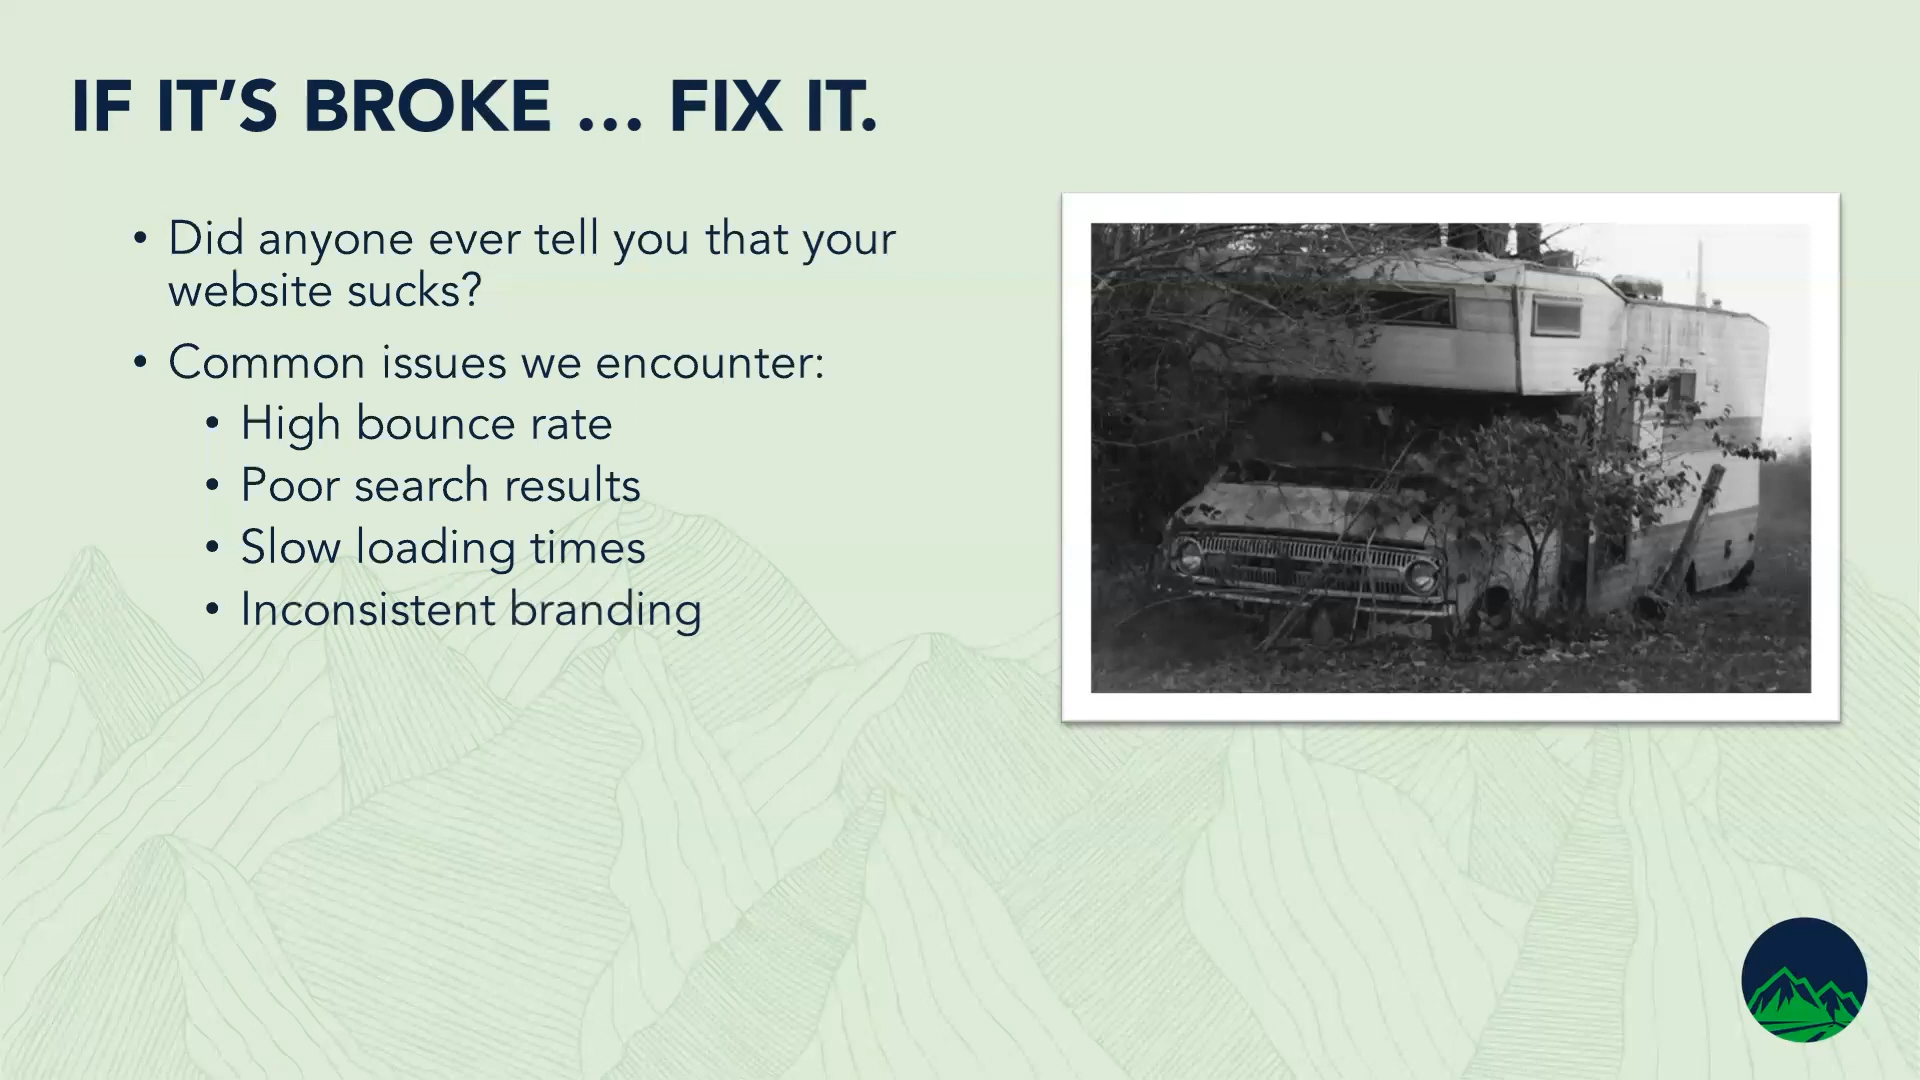 IF IT’S BROKE … FIX IT.
• Did anyone ever tell you that your
website sucks?
• Common issues we encounter:
• High bounce rate
• Poor search results
• Slow loading times
• Inconsistent branding